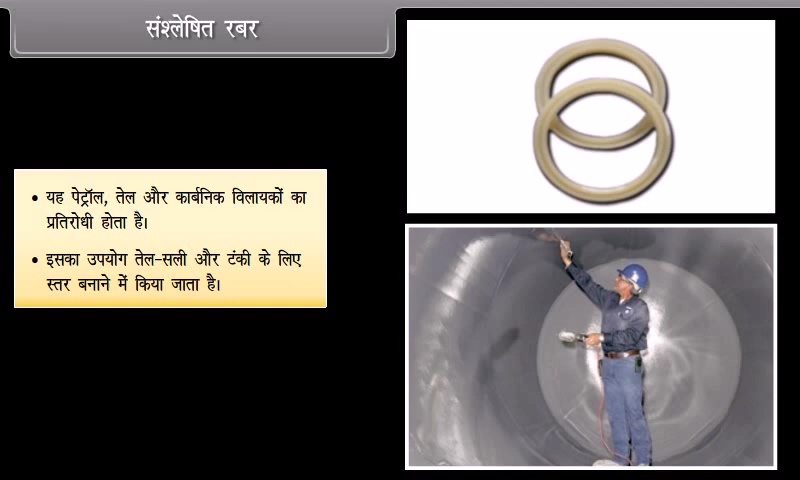 संश्लेषित रबर
• यह पेट्रॉल, तेल और कार्बनिक विलायकों का
प्रतिरोधी होता है।
• इसका उपयोग तेल-सली और टंकी के लिए
स्तर बनाने में किया जाता है।